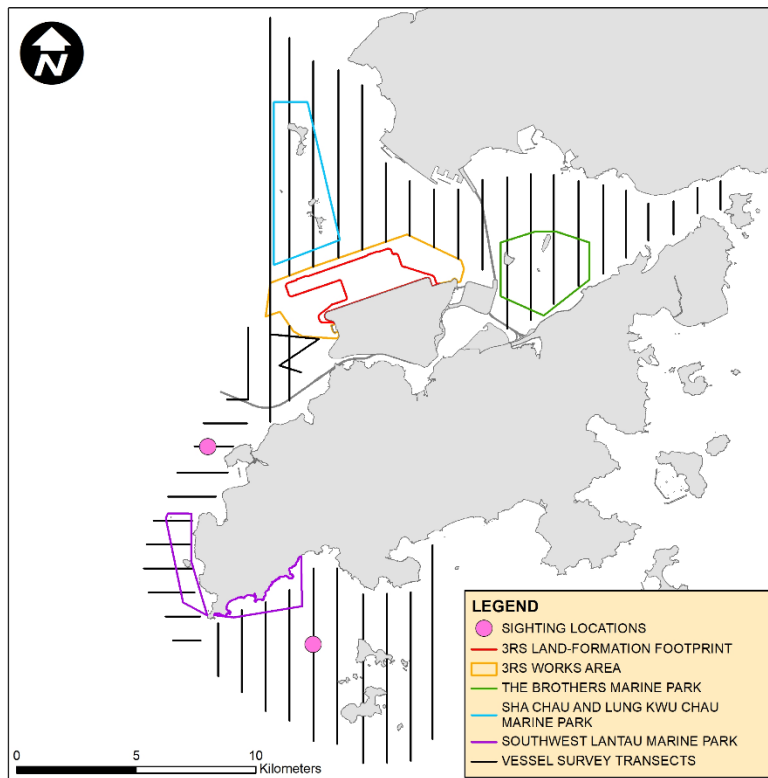 N
LEGEND
SIGHTING LOCATIONS
3RS LAND-FORMATION FOOTPRINT
3RS WORKS AREA
THE BROTHERS MARINE PARK
SHA CHAU AND LUNG KWU CHAU
MARINE PARK
SOUTHWEST LANTAU MARINE PARK
VESSEL SURVEY TRANSECTS
0 5 10
Kilometers